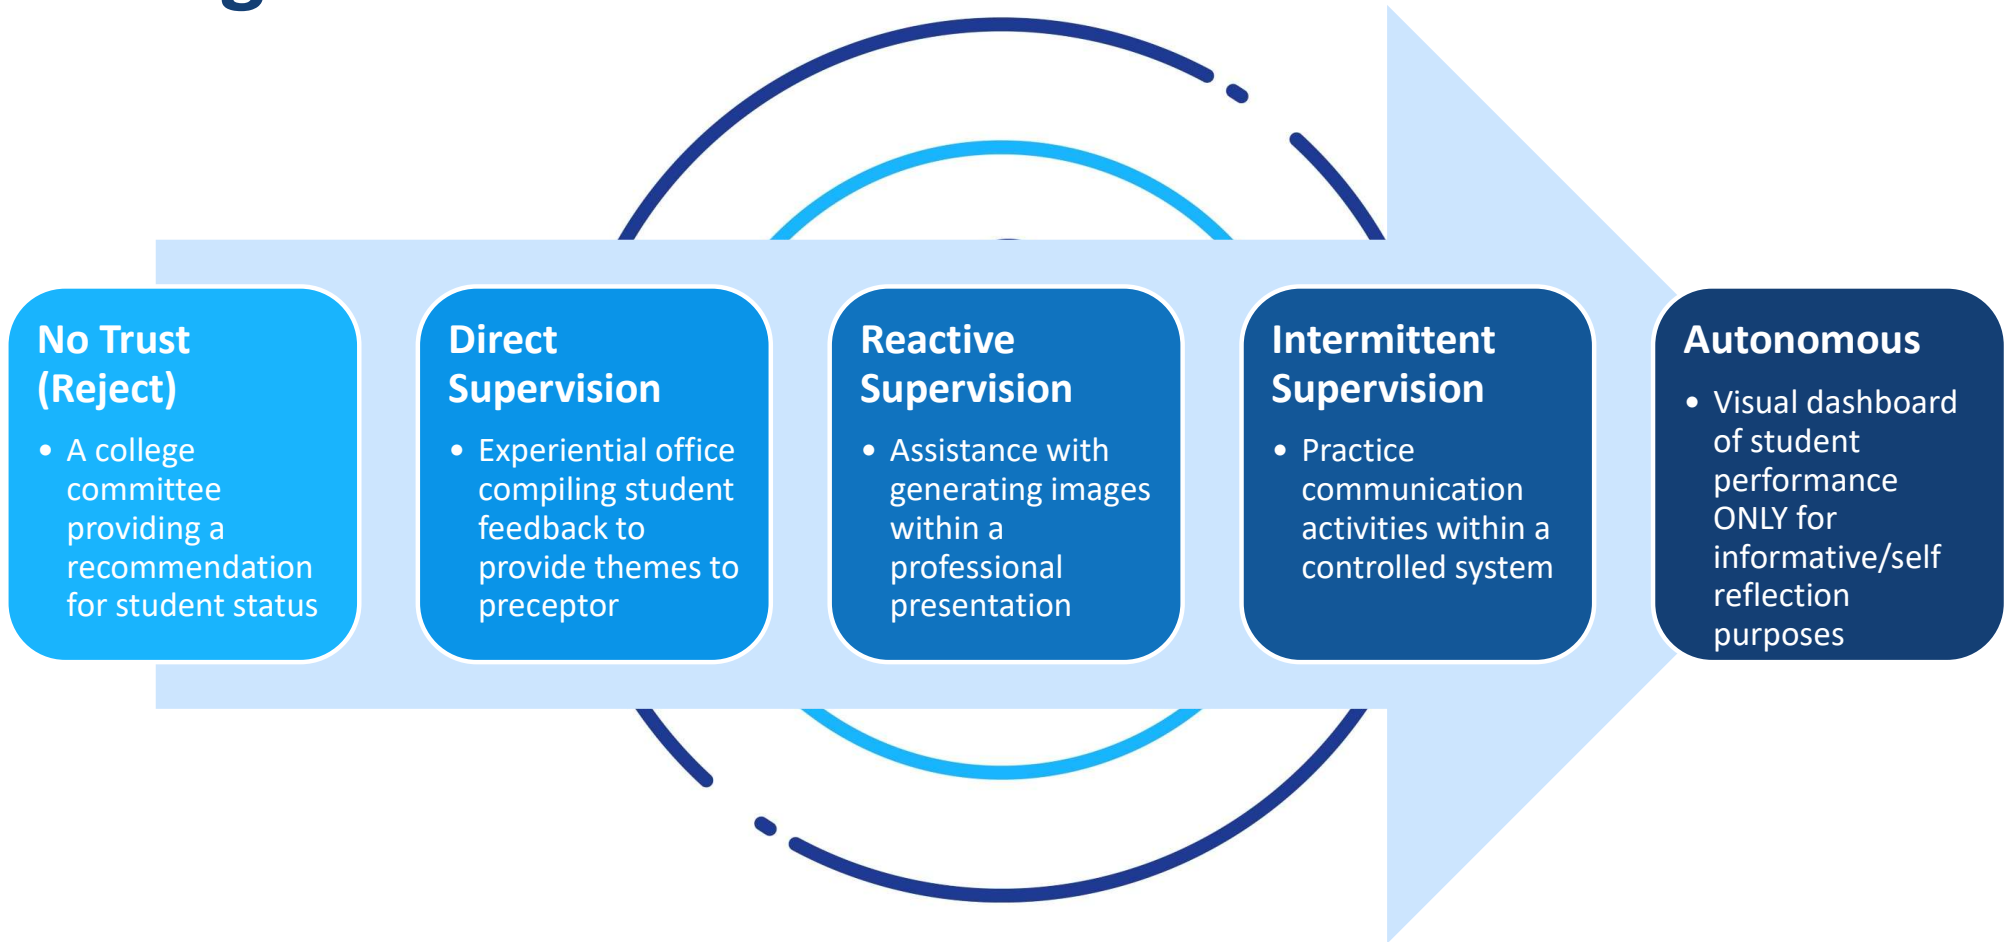 No Trust
(Reject)
• A college
committee
providing a
recommendation
for student status
Direct
Supervision
• Experiential office
compiling student
feedback to
provide themes to
preceptor
Reactive
Supervision
• Assistance with
generating images
within a
professional
presentation
Intermittent
Supervision
• Practice
communication
activities within a
controlled system
Autonomous
• Visual dashboard
of student
performance
ONLY for
informative/self
reflection
purposes